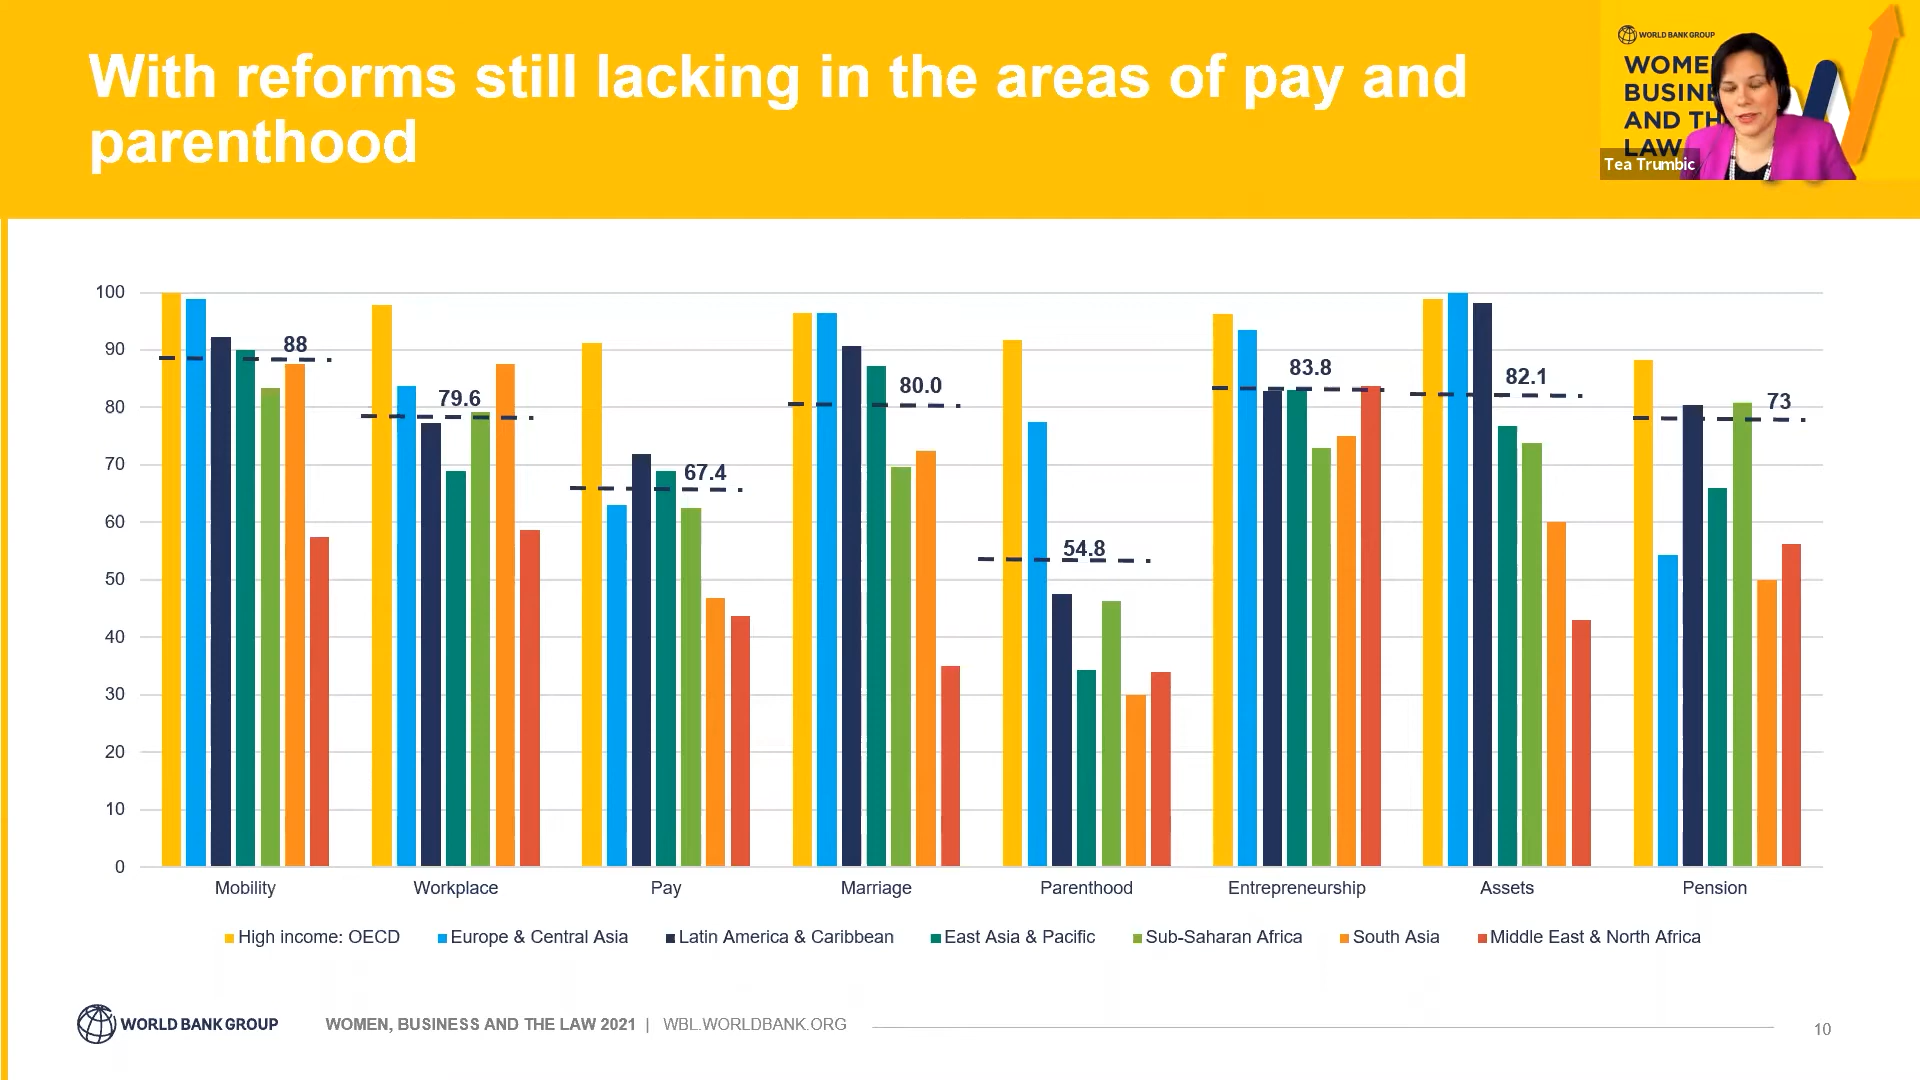 With reforms still lacking in the areas of pay and
parenthood
WORLD BANK GROUP
BUSIN
AND TH
LAW
Tea Trumbic
100
90
80
70
60
50
40
30
20
10
0
88
79.6
67.4
80.0
54.8
83.8
82.1
73
Mobility
Workplace
Pay
Marriage
Parenthood
Entrepreneurship
Assets
Pension
High income: OECD
Europe & Central Asia
Latin America & Caribbean
East Asia & Pacific
Sub-Saharan Africa
South Asia
Middle East & North Africa
WORLD BANK GROUP
WOMEN, BUSINESS AND THE LAW 2021 | WBL.WORLDBANK.ORG
10